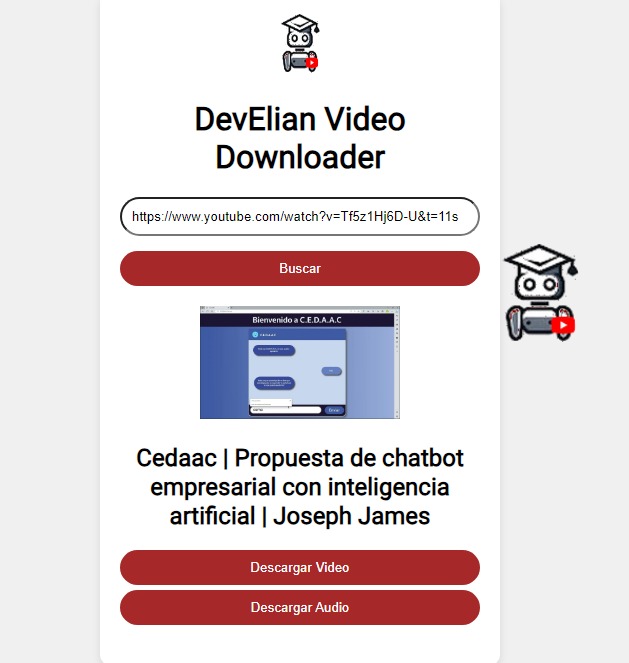 DevElian Video
Downloader
https://www.youtube.com/watch?v=Tf5z1Hj6D-U&t=11s
Buscar
Bienvenido a C.E.D.A.A.C
C.E.D.A.A.C
Cedaac | Propuesta de chatbot
empresarial con inteligencia
artificial | Joseph James
Descargar Video
Descargar Audio